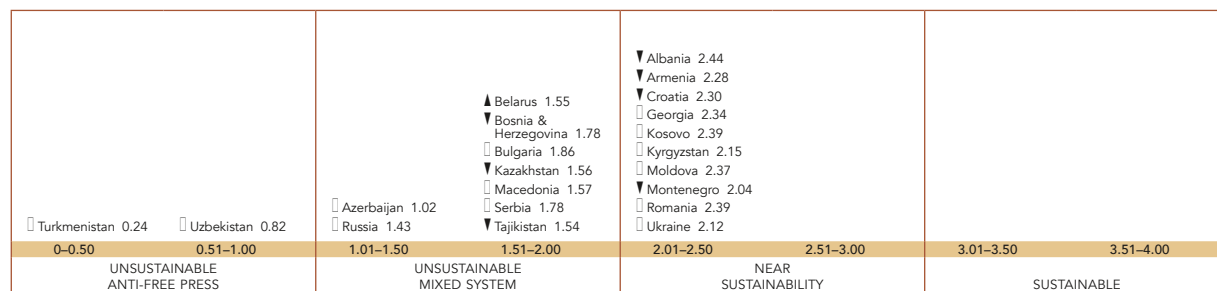 ▼ Albania 2.44
▼ Armenia 2.28
▼ Croatia 2.30
▯ Georgia 2.34
▯ Kosovo 2.39
▯ Kyrgyzstan 2.15
▯ Moldova 2.37
▼ Montenegro 2.04
▯ Romania 2.39
▯ Ukraine 2.12
▲ Belarus 1.55
▼ Bosnia &
Herzegovina 1.78
▯ Bulgaria 1.86
▼ Kazakhstan 1.56
▯ Macedonia 1.57
▯ Serbia 1.78
▼ Tajikistan 1.54
▯ Azerbaijan 1.02
▯ Russia 1.43
▯ Turkmenistan 0.24
▯ Uzbekistan 0.82
0–0.50 0.51–1.00 1.01–1.50 1.51–2.00 2.01–2.50 2.51–3.00 3.01–3.50 3.51–4.00
UNSUSTAINABLE
ANTI-FREE PRESS
UNSUSTAINABLE
MIXED SYSTEM
NEAR
SUSTAINABILITY
SUSTAINABLE